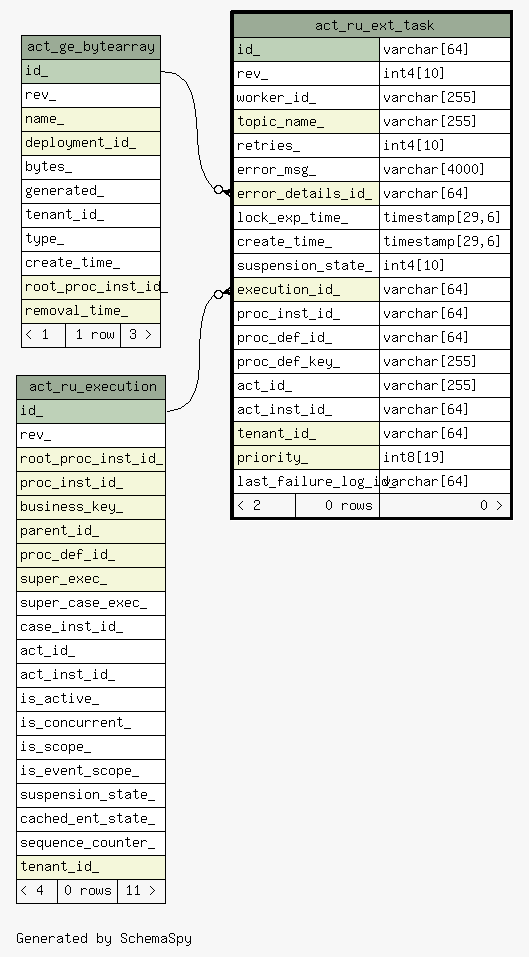 act_ge_bytearray
id_
rev_
name_
deployment_id_
bytes_
generated_
tenant_id_
type_
create_time_
root_proc_inst_id_
removal_time_
< 1 1 row 3 >
act_ru_execution
id_
rev_
root_proc_inst_id_
proc_inst_id_
business_key_
parent_id_
proc_def_id_
super_exec_
super_case_exec_
case_inst_id_
act_id_
act_inst_id_
is_active_
is_concurrent_
is_scope_
is_event_scope_
suspension_state_
cached_ent_state_
sequence_counter_
tenant_id_
< 4 0 rows 11 >
act_ru_ext_task
id_ varchar[64]
rev_ int4[10]
worker_id_ varchar[255]
topic_name_ varchar[255]
retries_ int4[10]
error_msg_ varchar[4000]
error_details_id_ varchar[64]
lock_exp_time_ timestamp[29,6]
create_time_ timestamp[29,6]
suspension_state_ int4[10]
execution_id_ varchar[64]
proc_inst_id_ varchar[64]
proc_def_id_ varchar[64]
proc_def_key_ varchar[255]
act_id_ varchar[255]
act_inst_id_ varchar[64]
tenant_id_ varchar[64]
priority_ int8[19]
last_failure_log_id_ varchar[64]
< 2 0 rows 0 >
Generated by SchemaSpy